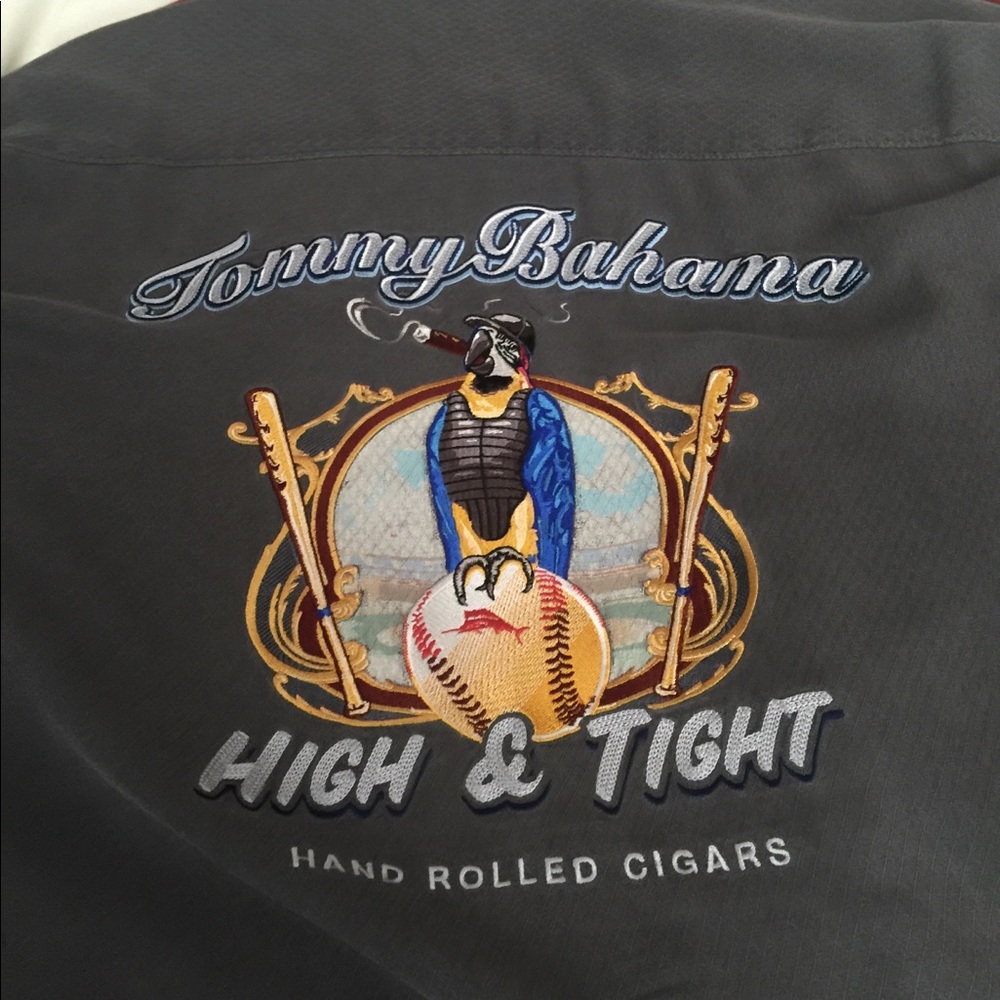 Tommy Bahama
HIGH & TIGHT
HAND ROLLED CIGARS